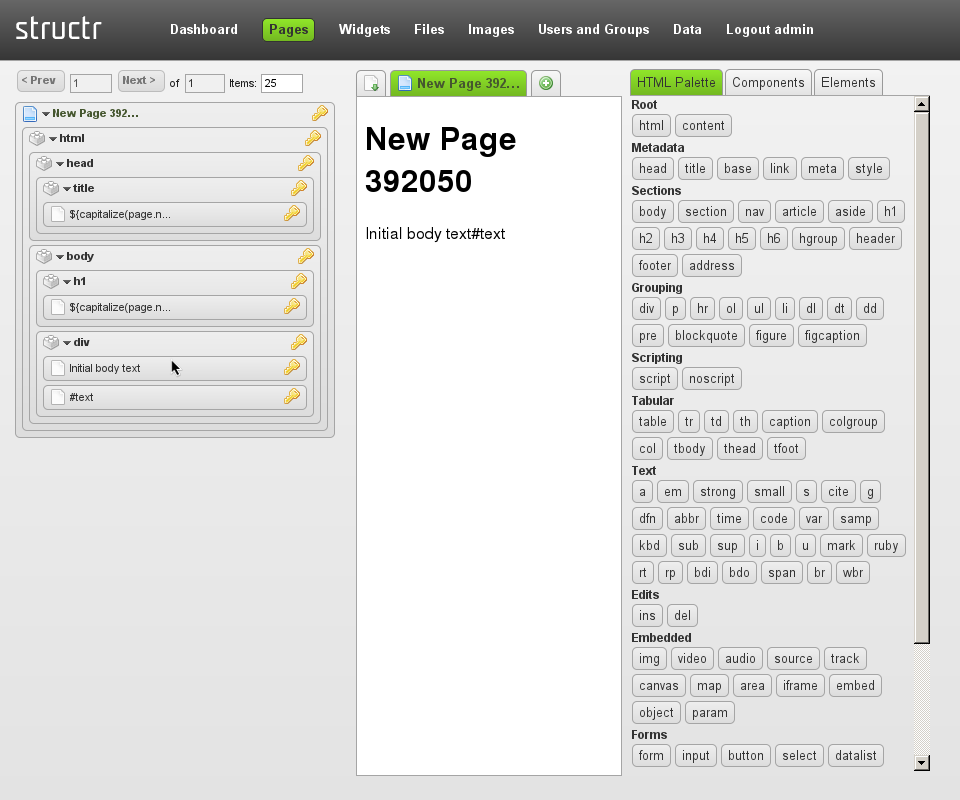 structr Dashboard Pages Widgets Files Images Users and Groups Data Logout admin
< Prev 1 Next > of 1 Items: 25
New Page 392...
html
head
title
${capitalize(page.n...
body
h1
${capitalize(page.n...
div
Initial body text
#text
New Page 392...
New Page
392050
Initial body text#text
HTML Palette Components Elements
Root
html content
Metadata
head title base link meta style
Sections
body section nav article aside h1
h2 h3 h4 h5 h6 hgroup header
footer address
Grouping
div p hr ol ul li dl dt dd
pre blockquote figure figcaption
Scripting
script noscript
Tabular
table tr td th caption colgroup
col tbody thead tfoot
Text
a em strong small s cite g
dfn abbr time code var samp
kbd sub sup i b u mark ruby
rt rp bdi bdo span br wbr
Edits
ins del
Embedded
img video audio source track
canvas map area iframe embed
object param
Forms
form input button select datalist